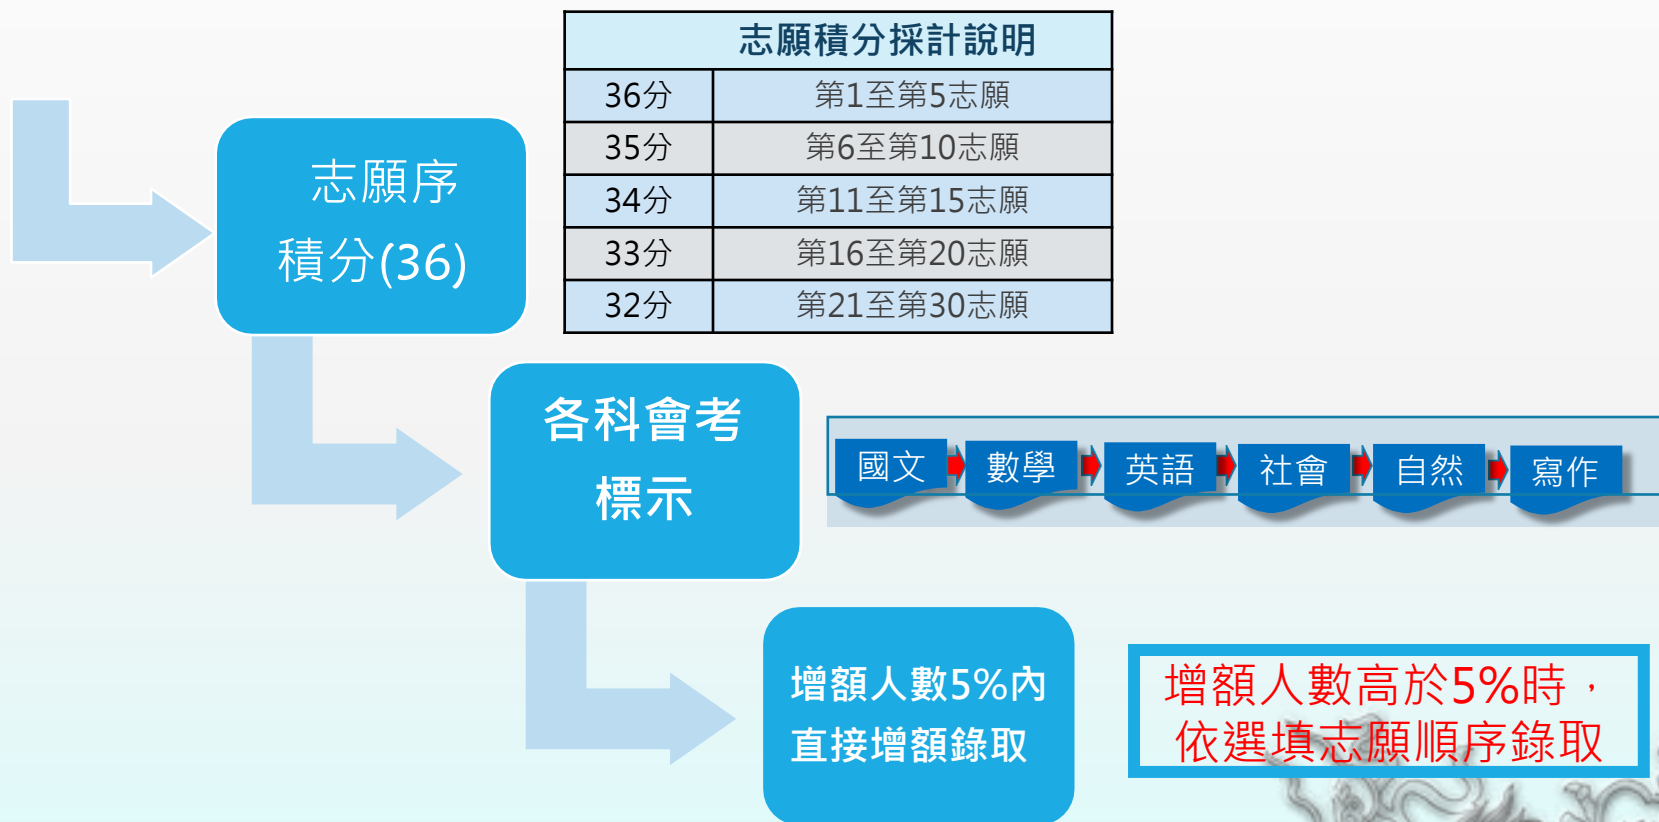 志願積分採計說明
36分 第1至第5志願
35分 第6至第10志願
34分 第11至第15志願
33分 第16至第20志願
32分 第21至第30志願
志願序
積分(36)
各科會考
標示
國文 數學 英語 社會 自然 寫作
增額人數5%內
直接增額錄取
增額人數高於5%時，
依選填志願順序錄取